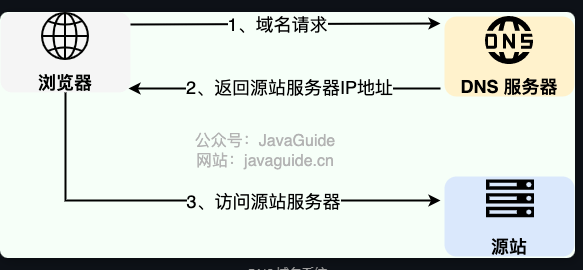 1、域名请求
DNS
浏览器
DNS 服务器
2、返回源站服务器IP地址
公众号：JavaGuide
网站：javaguide.cn
3、访问源站服务器
源站